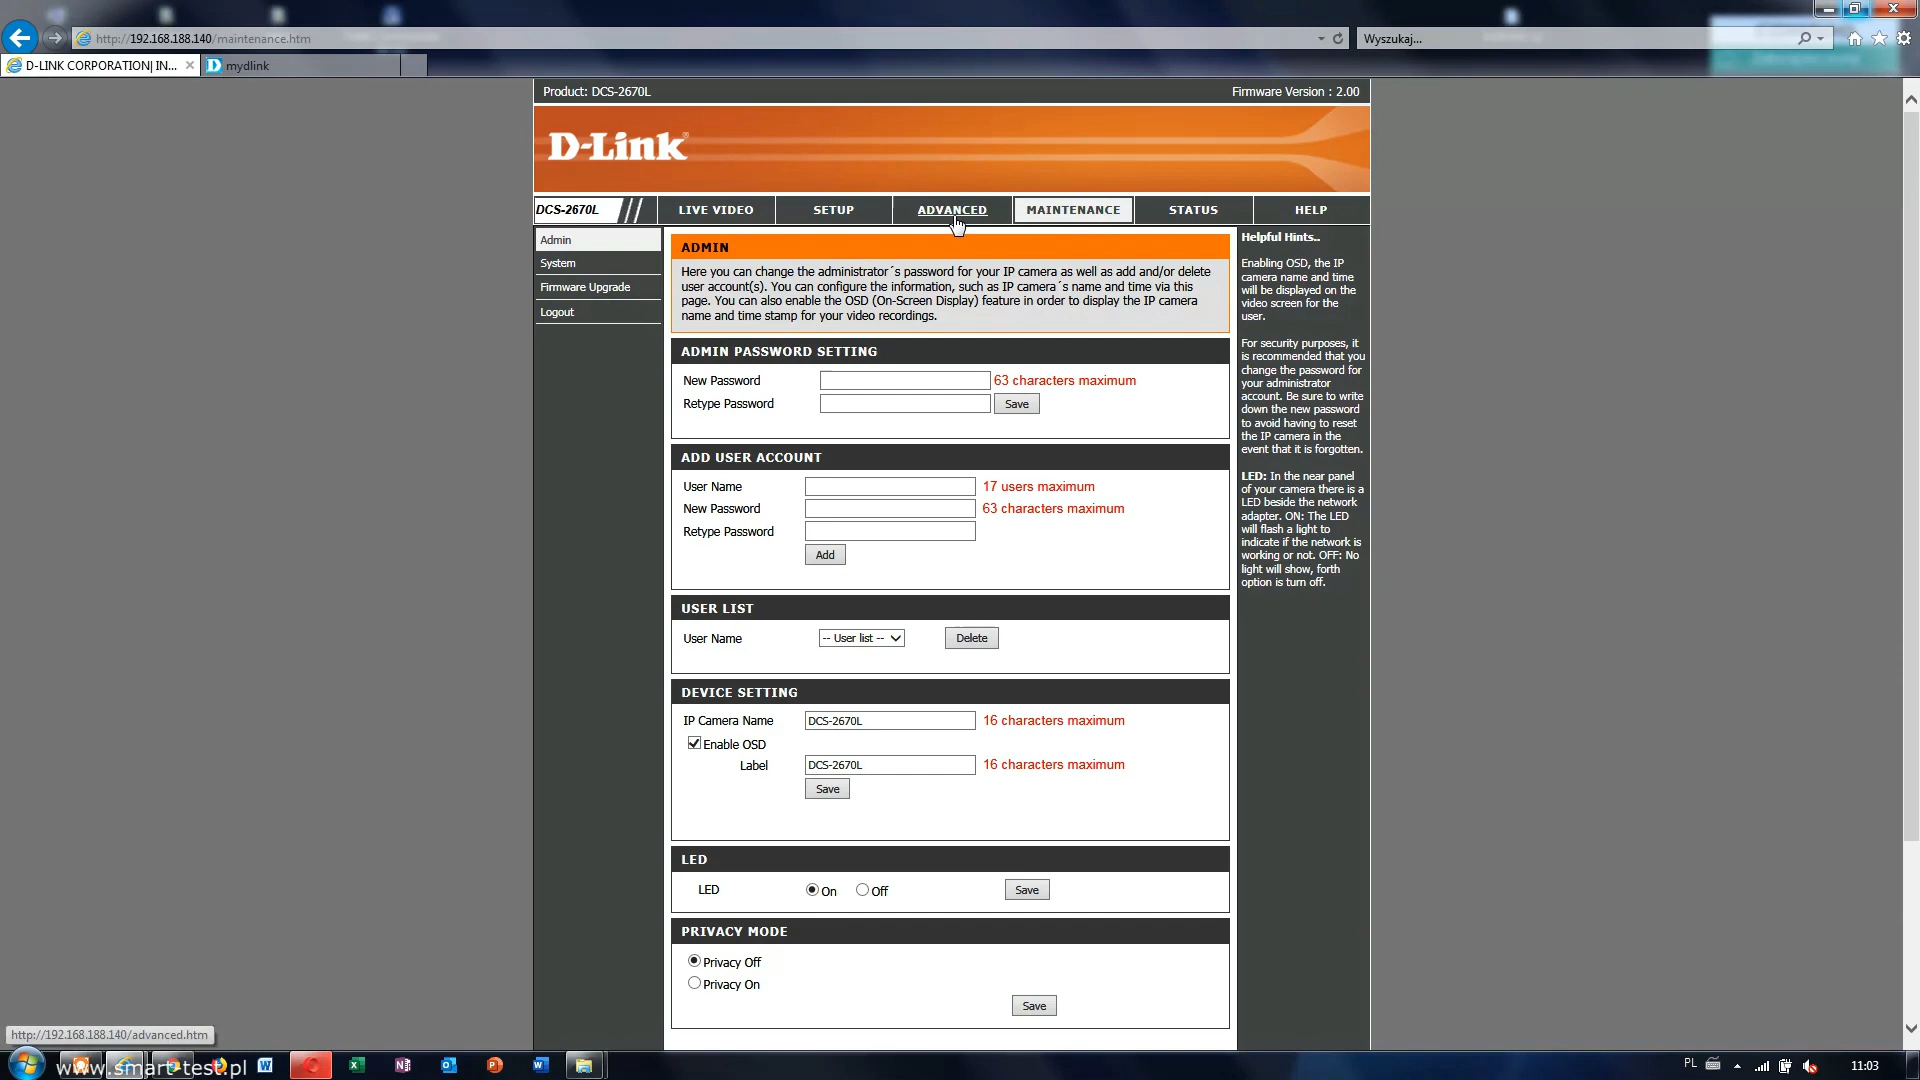 http://192.168.188.140/maintenance.htm
Wyszukaj...
D-LINK CORPORATION| IN...
mydlink
Product: DCS-2670L
Firmware Version : 2.00
D-Link
DCS-2670L
LIVE VIDEO
SETUP
ADVANCED
MAINTENANCE
STATUS
HELP
Admin
System
Firmware Upgrade
Logout
ADMIN
Here you can change the administrator´s password for your IP camera as well as add and/or delete
user account(s). You can configure the information, such as IP camera´s name and time via this
page. You can also enable the OSD (On-Screen Display) feature in order to display the IP camera
name and time stamp for your video recordings.
ADMIN PASSWORD SETTING
New Password
63 characters maximum
Retype Password
Save
ADD USER ACCOUNT
User Name
17 users maximum
New Password
63 characters maximum
Retype Password
Add
USER LIST
User Name
-- User list --
Delete
DEVICE SETTING
IP Camera Name
DCS-2670L
16 characters maximum
Enable OSD
Label
DCS-2670L
16 characters maximum
Save
LED
LED
On
Off
Save
PRIVACY MODE
Privacy Off
Privacy On
Save
Helpful Hints..
Enabling OSD, the IP
camera name and time
will be displayed on the
video screen for the
user.
For security purposes, it
is recommended that you
change the password for
your administrator
account. Be sure to write
down the new password
to avoid having to reset
the IP camera in the
event that it is forgotten.
LED: In the near panel
of your camera there is a
LED beside the network
adapter. ON: The LED
will flash a light to
indicate if the network is
working or not. OFF: No
light will show, forth
option is turn off.
http://192.168.188.140/advanced.htm
www.smart-test.pl
PL
11:03